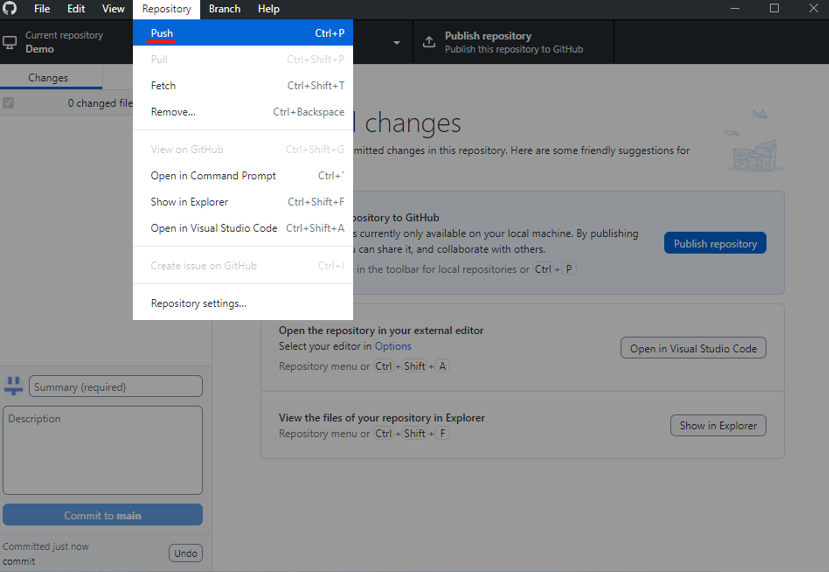 File Edit View Repository Branch Help
Current repository
Demo
Publish repository
Publish this repository to GitHub
Push Ctrl+P
Pull Ctrl+Shift+P
Fetch Ctrl+Shift+T
Remove... Ctrl+Backspace
View on GitHub Ctrl+Shift+G
Open in Command Prompt Ctrl+`
Show in Explorer Ctrl+Shift+F
Open in Visual Studio Code Ctrl+Shift+A
Create issue on GitHub Ctrl+I
Repository settings...
Changes
0 changed file
changes
mitted changes in this repository. Here are some friendly suggestions for
pository to GitHub
s currently only available on your local machine. By publishing
u can share it, and collaborate with others.
in the toolbar for local repositories or Ctrl + P
Publish repository
Open the repository in your external editor
Select your editor in Options
Repository menu or Ctrl + Shift + A
Open in Visual Studio Code
View the files of your repository in Explorer
Repository menu or Ctrl + Shift + F
Show in Explorer
Summary (required)
Description
Commit to main
Committed just now
commit
Undo